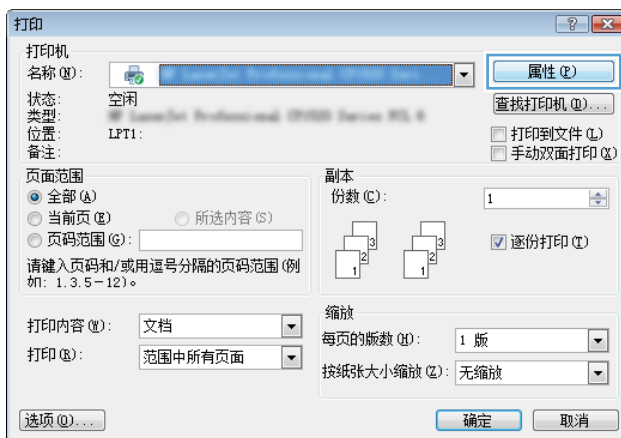 打印
打印机
名称(N):
属性(P)
状态: 空闲
类型:
查找打印机(D)...
位置: LPT1:
打印到文件(L)
备注:
手动双面打印(X)
页面范围
全部(A)
当前页(E) 所选内容(S)
页码范围(G):
请键入页码和/或用逗号分隔的页码范围(例
如: 1.3.5-12)。
副本
份数(C): 1
1 2 3
1 2 3
逐份打印(T)
打印内容(W): 文档
打印(R): 范围中所有页面
缩放
每页的版数(H): 1 版
按纸张大小缩放(Z): 无缩放
选项(O)...
确定
取消